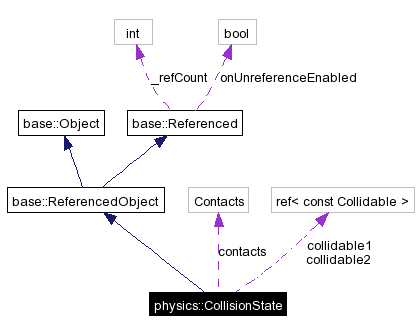 int
bool
_refCount
onUnreferenceEnabled
base::Object
base::Referenced
base::ReferencedObject
Contacts
ref< const Collidable >
contacts
collidable1
collidable2
physics::CollisionState